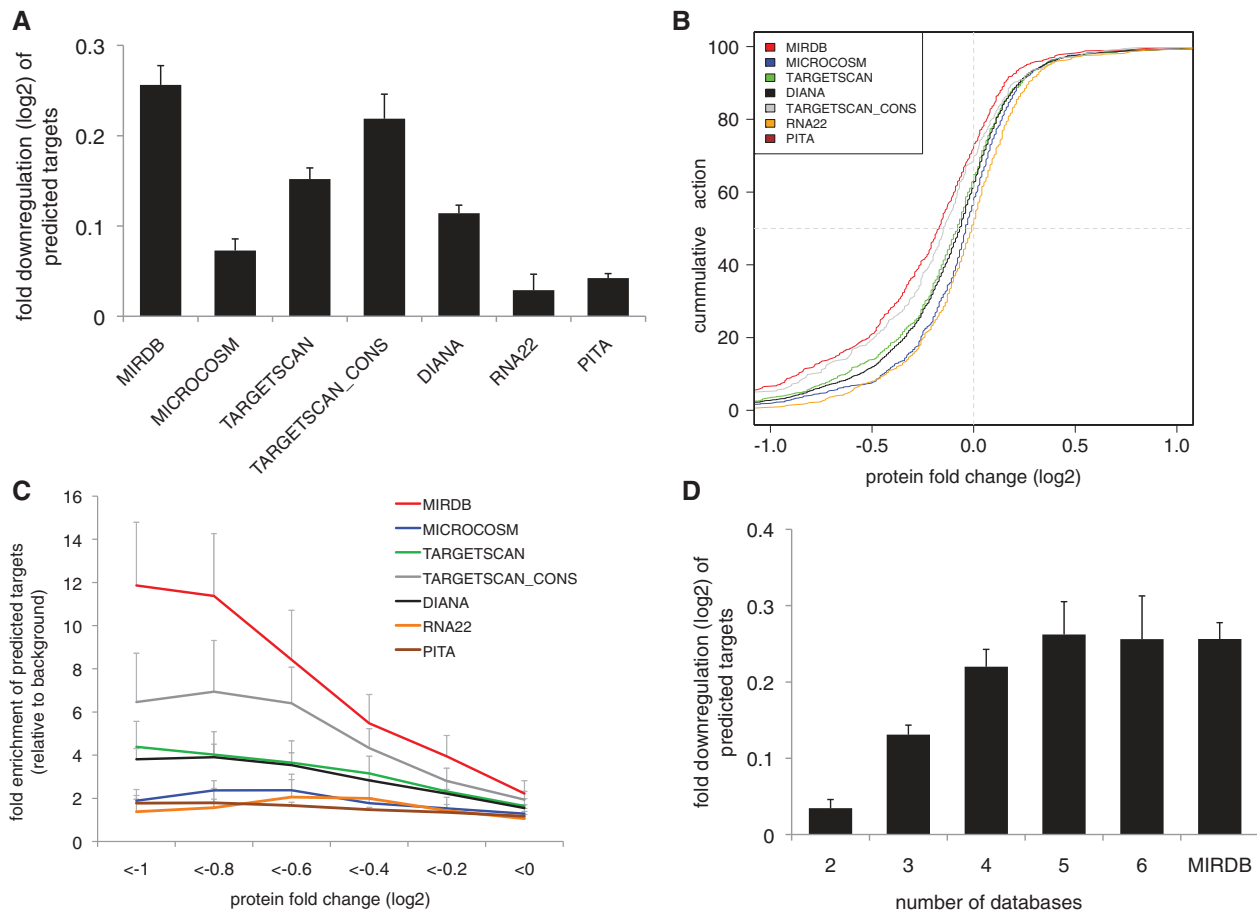 A
fold downregulation (log2) of
predicted targets
0.3
0.2
0.1
0
MIRDB
MICROCOSM
TARGETSCAN
TARGETSCAN_CONS
DIANA
RNA22
PITA
B
cummulative action
100
80
60
40
20
0
MIRDB
MICROCOSM
TARGETSCAN
DIANA
TARGETSCAN_CONS
RNA22
PITA
-1.0
-0.5
0.0
0.5
1.0
protein fold change (log2)
C
fold enrichment of predicted targets
(relative to background)
16
14
12
10
8
6
4
2
0
MIRDB
MICROCOSM
TARGETSCAN
TARGETSCAN_CONS
DIANA
RNA22
PITA
<-1
<-0.8
<-0.6
<-0.4
<-0.2
<0
protein fold change (log2)
D
fold downregulation (log2) of
predicted targets
0.4
0.3
0.2
0.1
0
2
3
4
5
6
MIRDB
number of databases